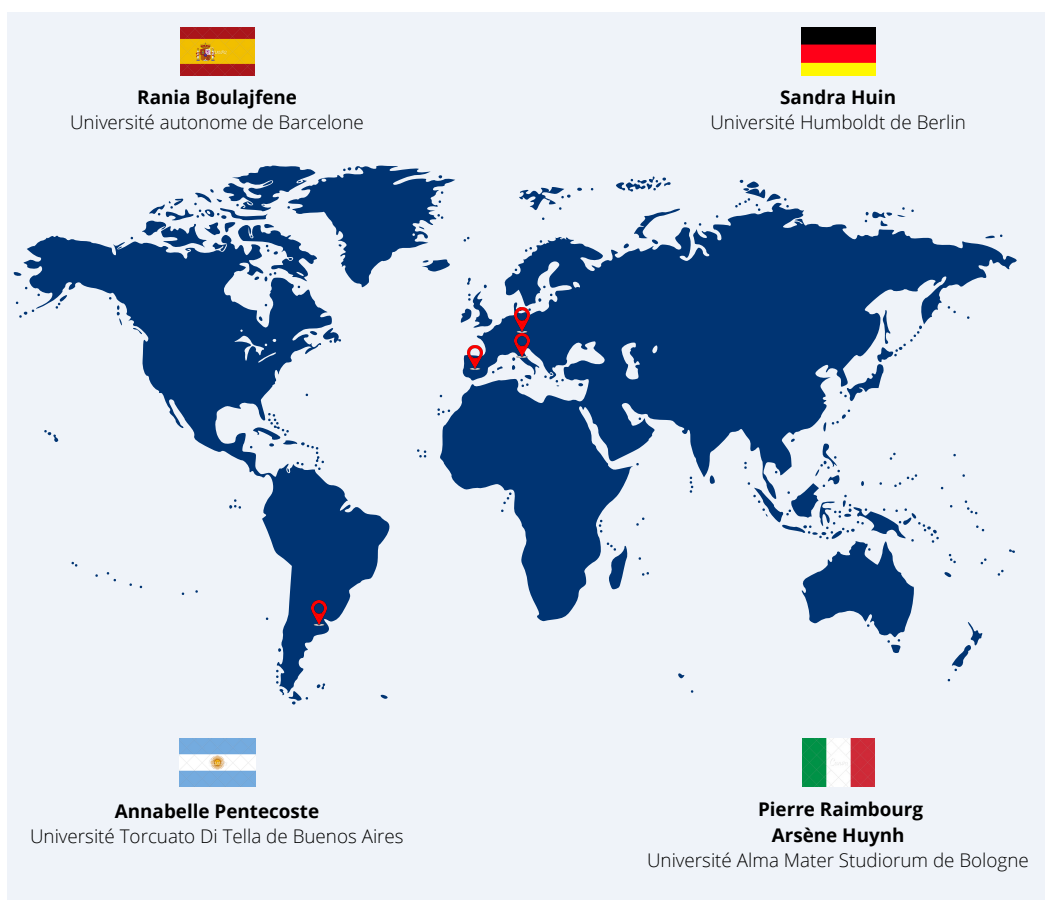 Rania Boulajfene
Université autonome de Barcelone
Sandra Huin
Université Humboldt de Berlin
Annabelle Pentecoste
Université Torcuato Di Tella de Buenos Aires
Pierre Raimbourg
Arsène Huynh
Université Alma Mater Studiorum de Bologne